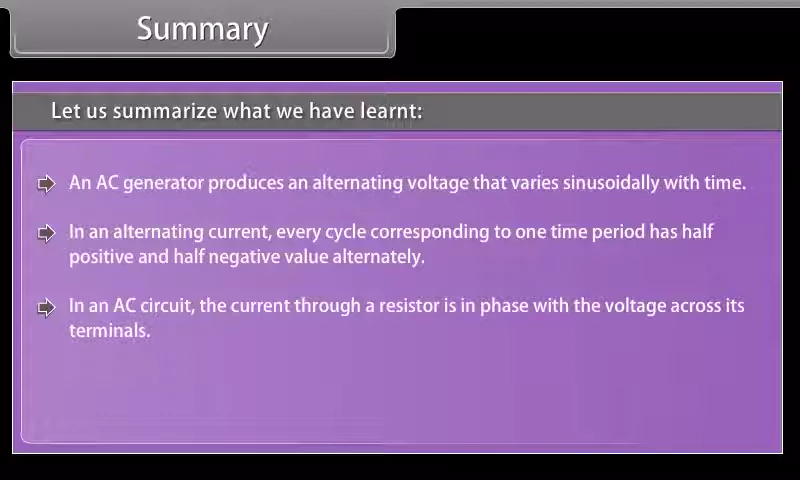 Summary
Let us summarize what we have learnt:
An AC generator produces an alternating voltage that varies sinusoidally with time.
In an alternating current, every cycle corresponding to one time period has half
positive and half negative value alternately.
In an AC circuit, the current through a resistor is in phase with the voltage across its
terminals.